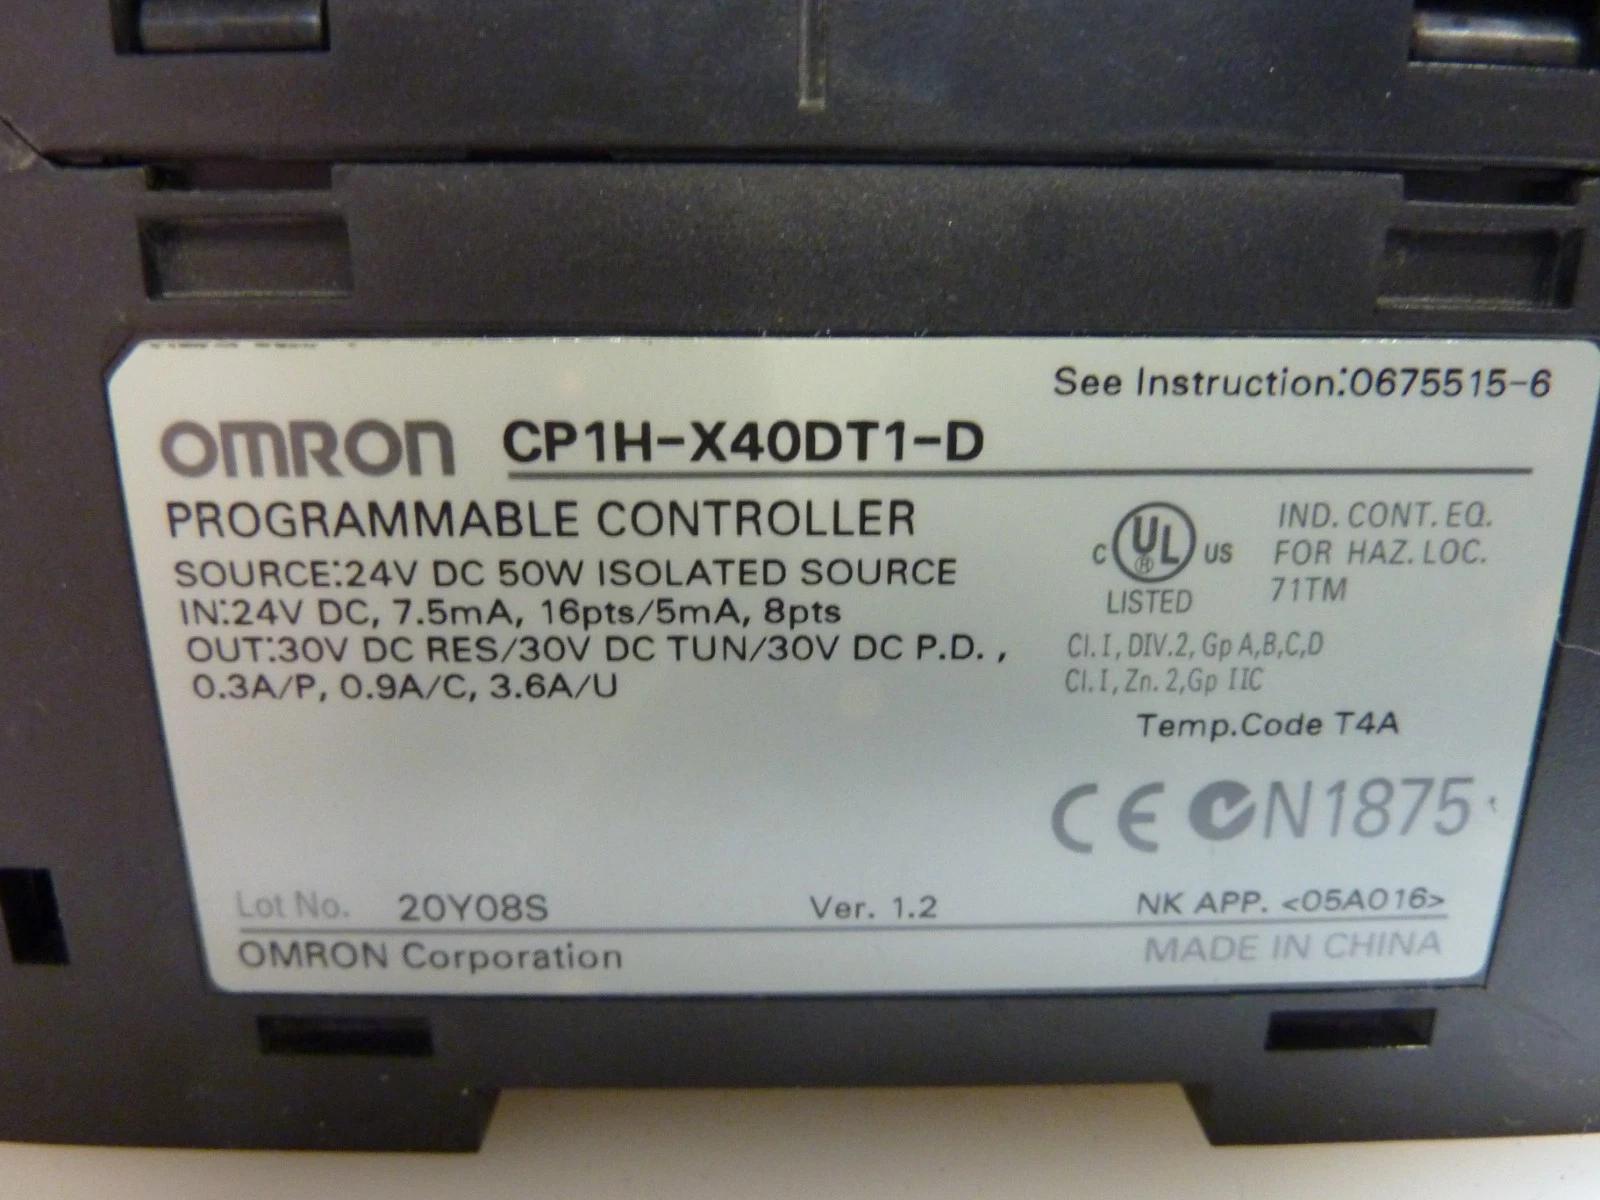 See Instruction:0675515-6
OMRON CP1H-X40DT1-D
PROGRAMMABLE CONTROLLER
SOURCE:24V DC 50W ISOLATED SOURCE
IN:24V DC, 7.5mA, 16pts/5mA, 8pts
OUT:30V DC RES/30V DC TUN/30V DC P.D. ,
0.3A/P, 0.9A/C, 3.6A/U
C UL ® US
LISTED
IND. CONT. EQ.
FOR HAZ. LOC.
71TM
Cl. I, DIV.2, Gp A,B,C,D
Cl. I, Zn. 2,Gp IIC
Temp.Code T4A
CE N1875
Lot No. 20Y08S Ver. 1.2 NK APP. <05A016>
OMRON Corporation MADE IN CHINA